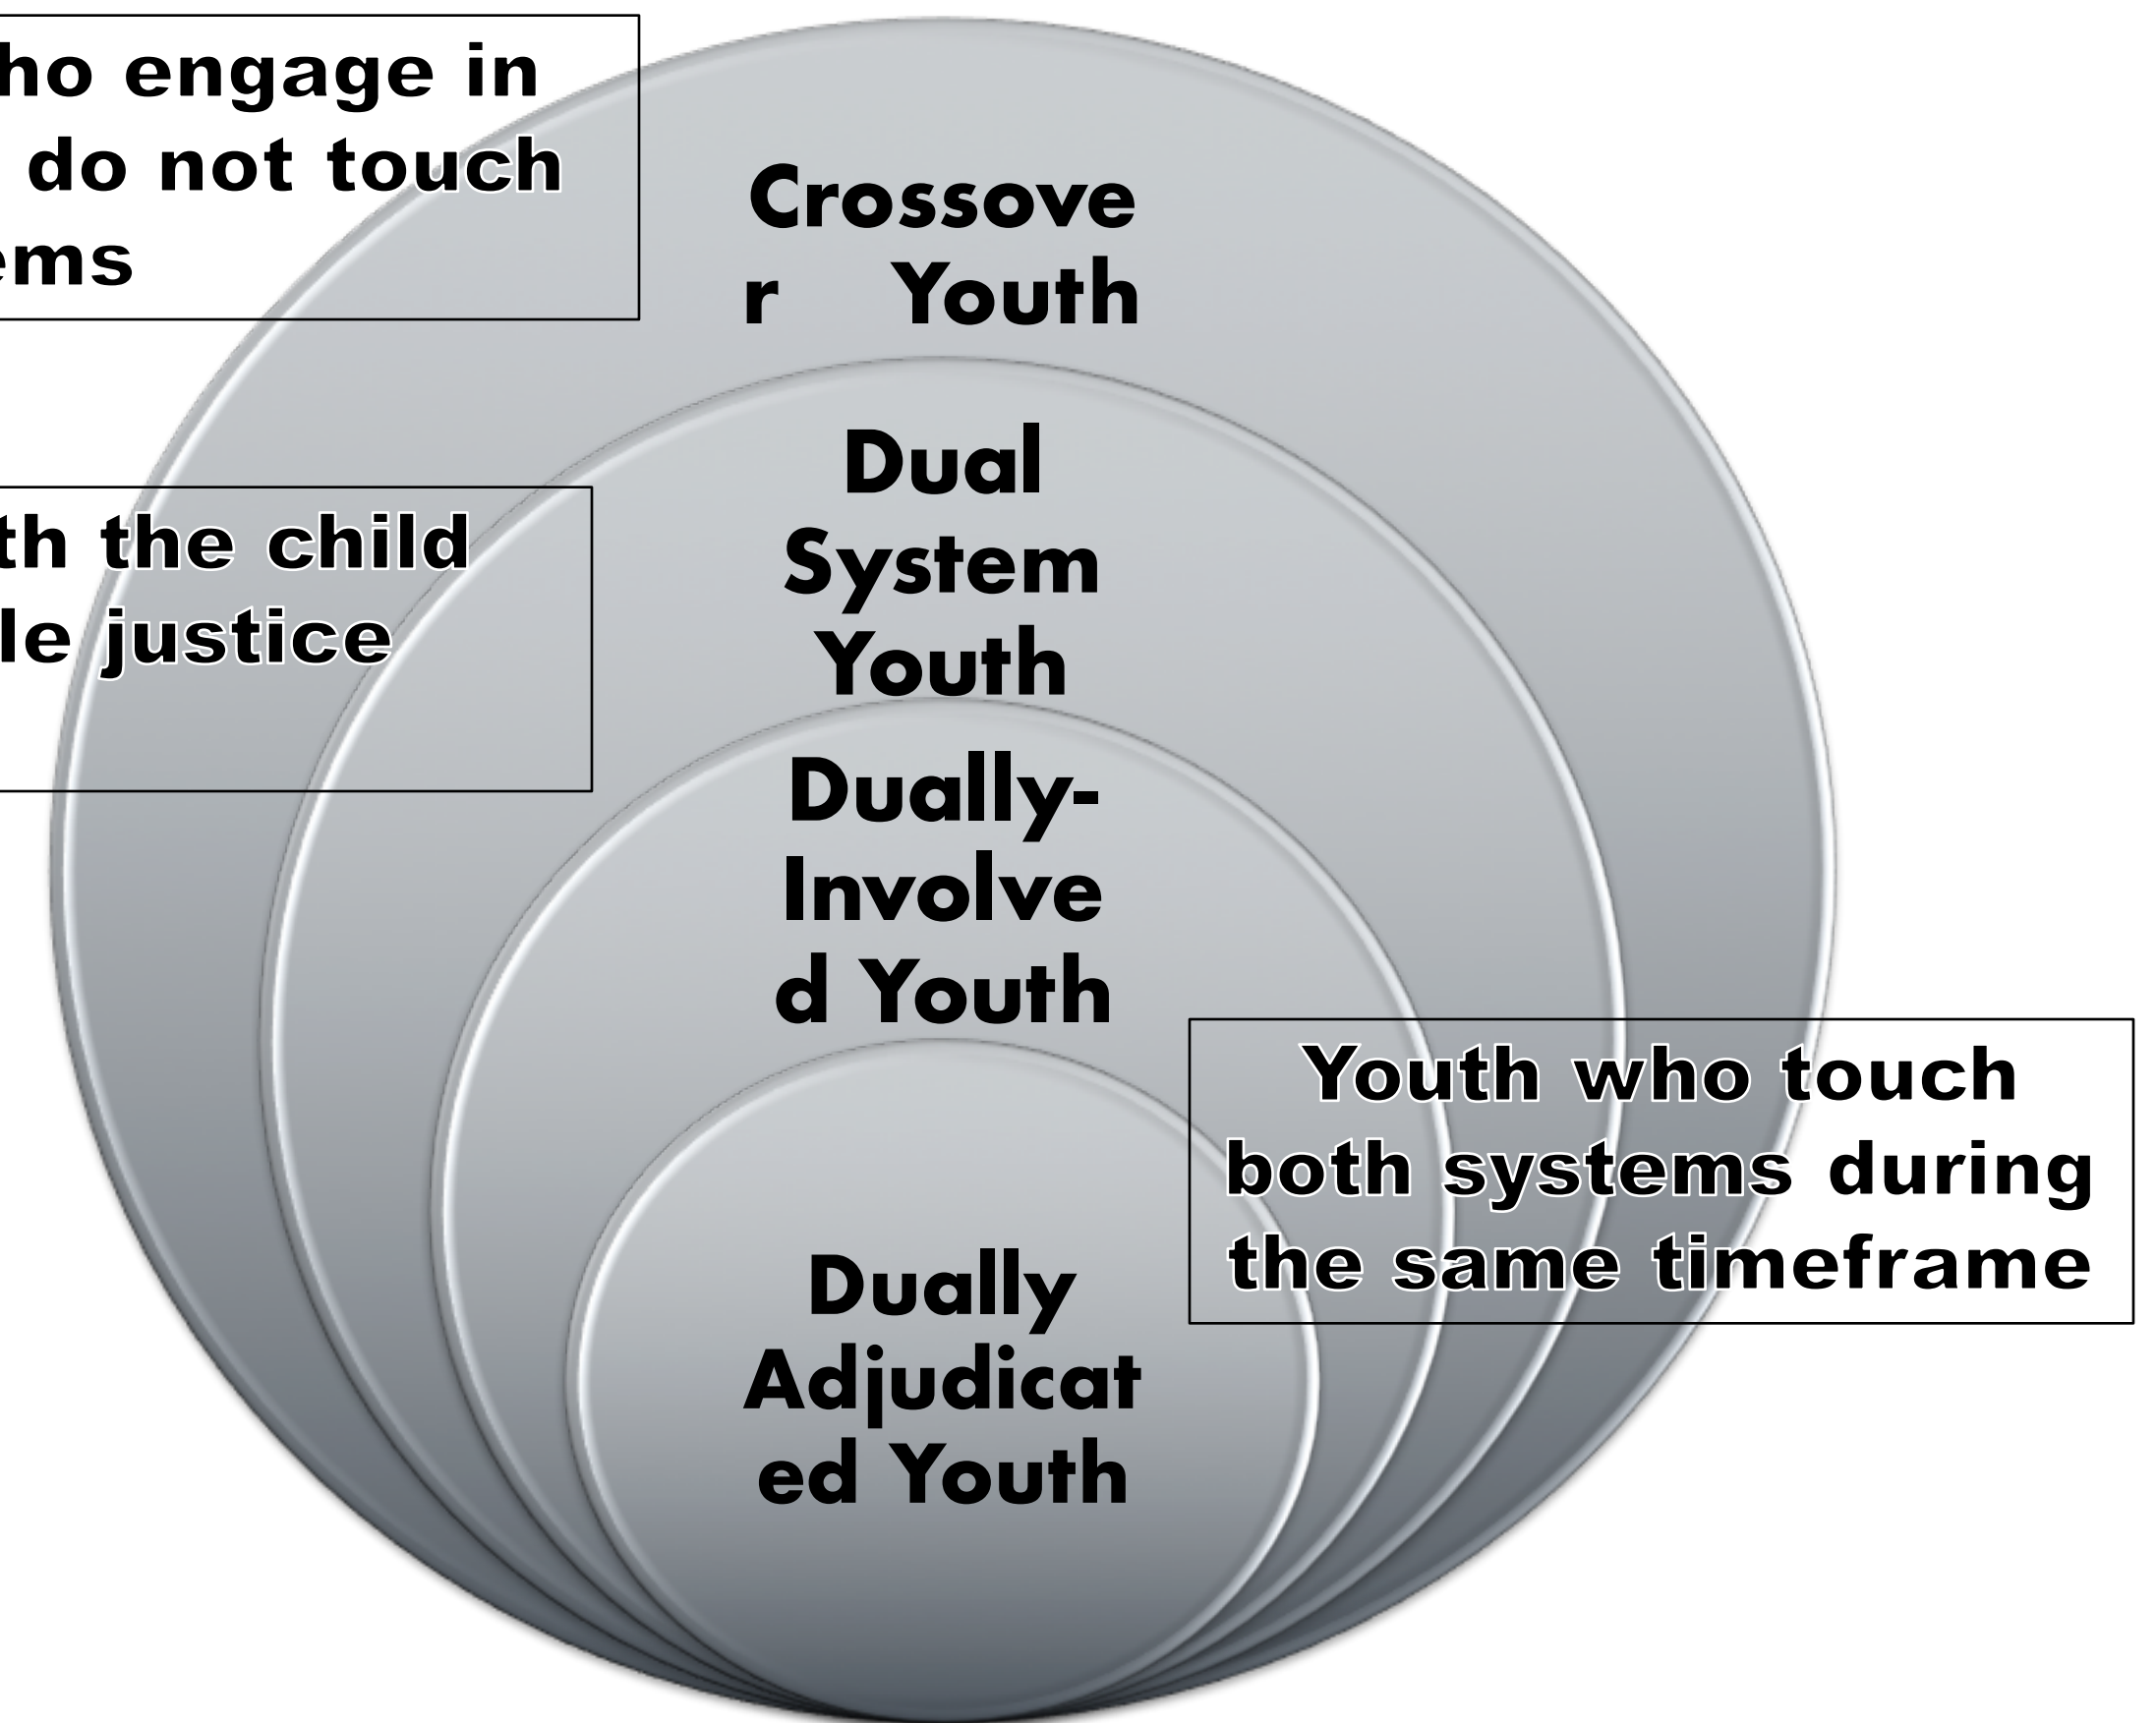 ho engage in
do not touch
ems
Crossove
r Youth
Dual
System
Youth
th the child
le justice
Dually-
Involve
d Youth
Youth who touch
both systems during
the same timeframe
Dually
Adjudicat
ed Youth